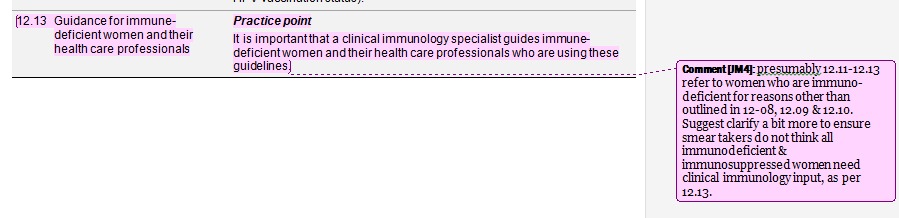 12.13 Guidance for immune-
deficient women and their
health care professionals
Practice point
It is important that a clinical immunology specialist guides immune-
deficient women and their health care professionals who are using these
guidelines.
Comment [JM4]: presumably 12.11-12.13
refer to women who are immuno-
deficient for reasons other than
outlined in 12-08, 12.09 & 12.10.
Suggest clarify a bit more to ensure
smear takers do not think all
immunodeficient &
immunosuppressed women need
clinical immunology input, as per
12.13.